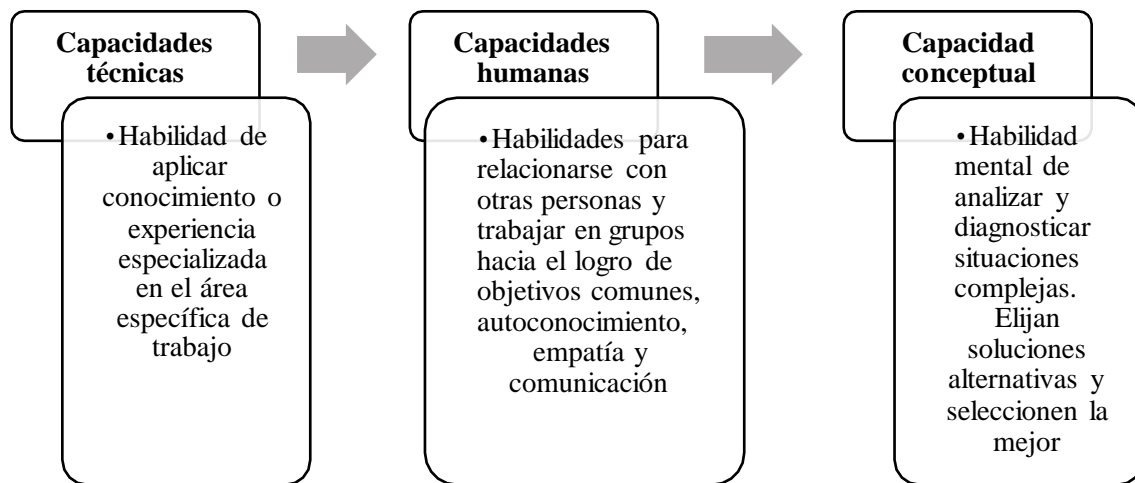 Capacidades
técnicas
•Habilidad de
aplicar
conocimiento o
experiencia
especializada
en el área
específica de
trabajo
Capacidades
humanas
•Habilidades para
relacionarse con
otras personas y
trabajar en grupos
hacia el logro de
objetivos comunes,
autoconocimiento,
empatía y
comunicación
Capacidad
conceptual
•Habilidad
mental de
analizar y
diagnosticar
situaciones
complejas.
Elijan
soluciones
alternativas y
seleccionen la
mejor